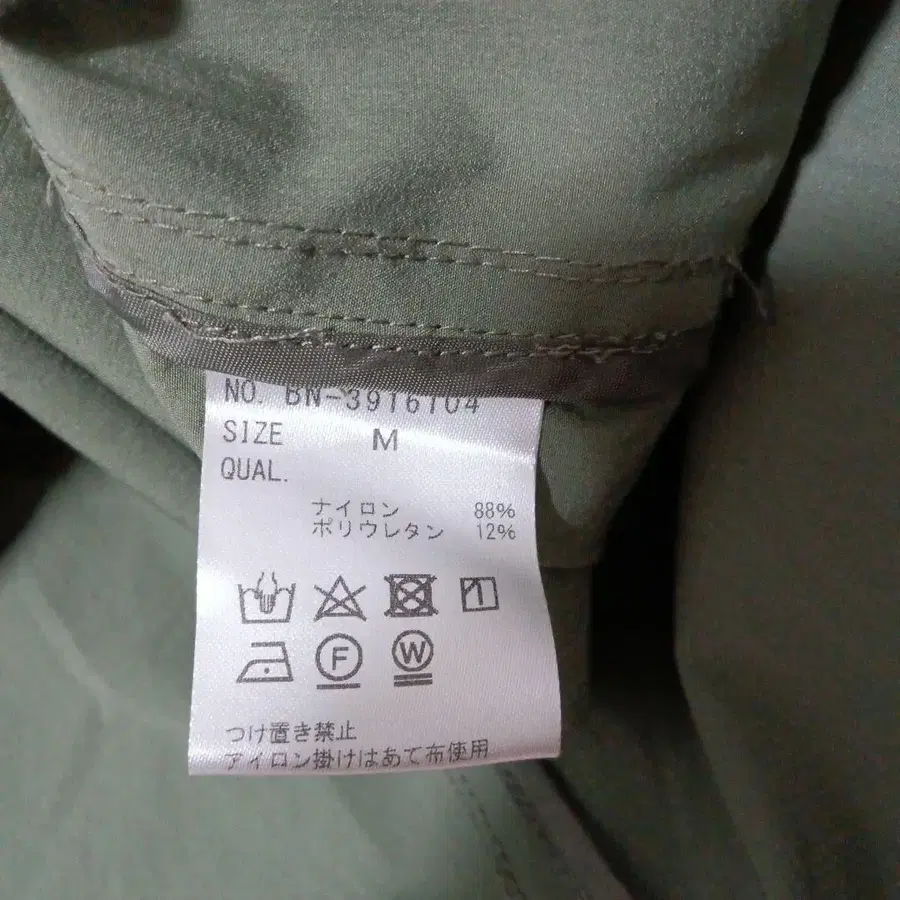 NO. BN-3916104
SIZE M
QUAL.
ナイロン 88%
ポリウレタン 12%
F
W
つけ置き禁止
アイロン掛けはあて布使用